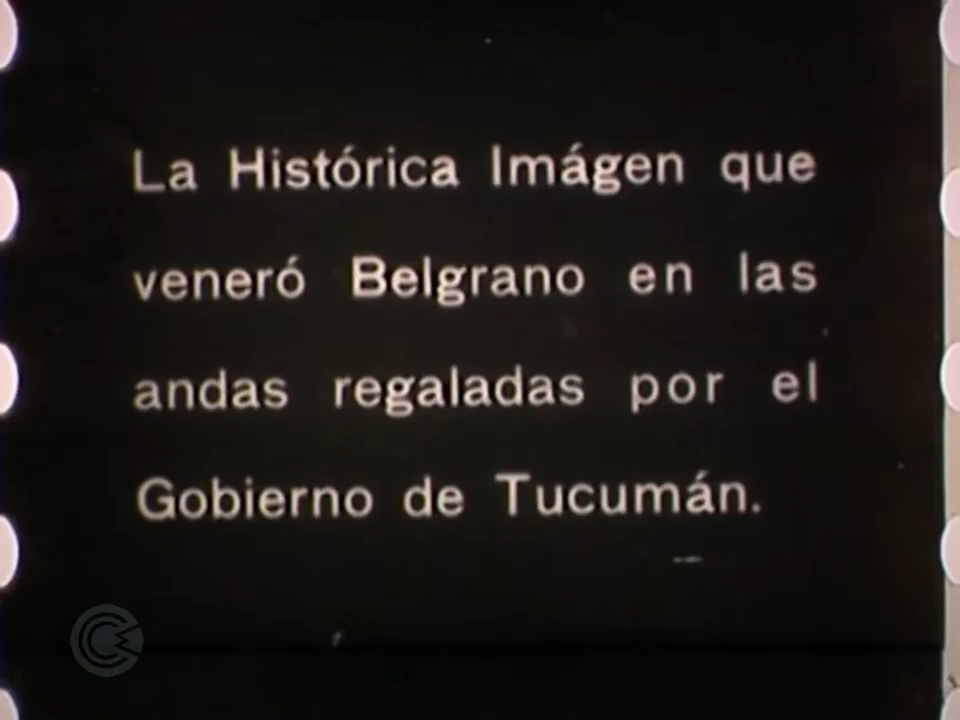 La Histórica Imágen que
veneró Belgrano en las
andas regaladas por el
Gobierno de Tucumán.